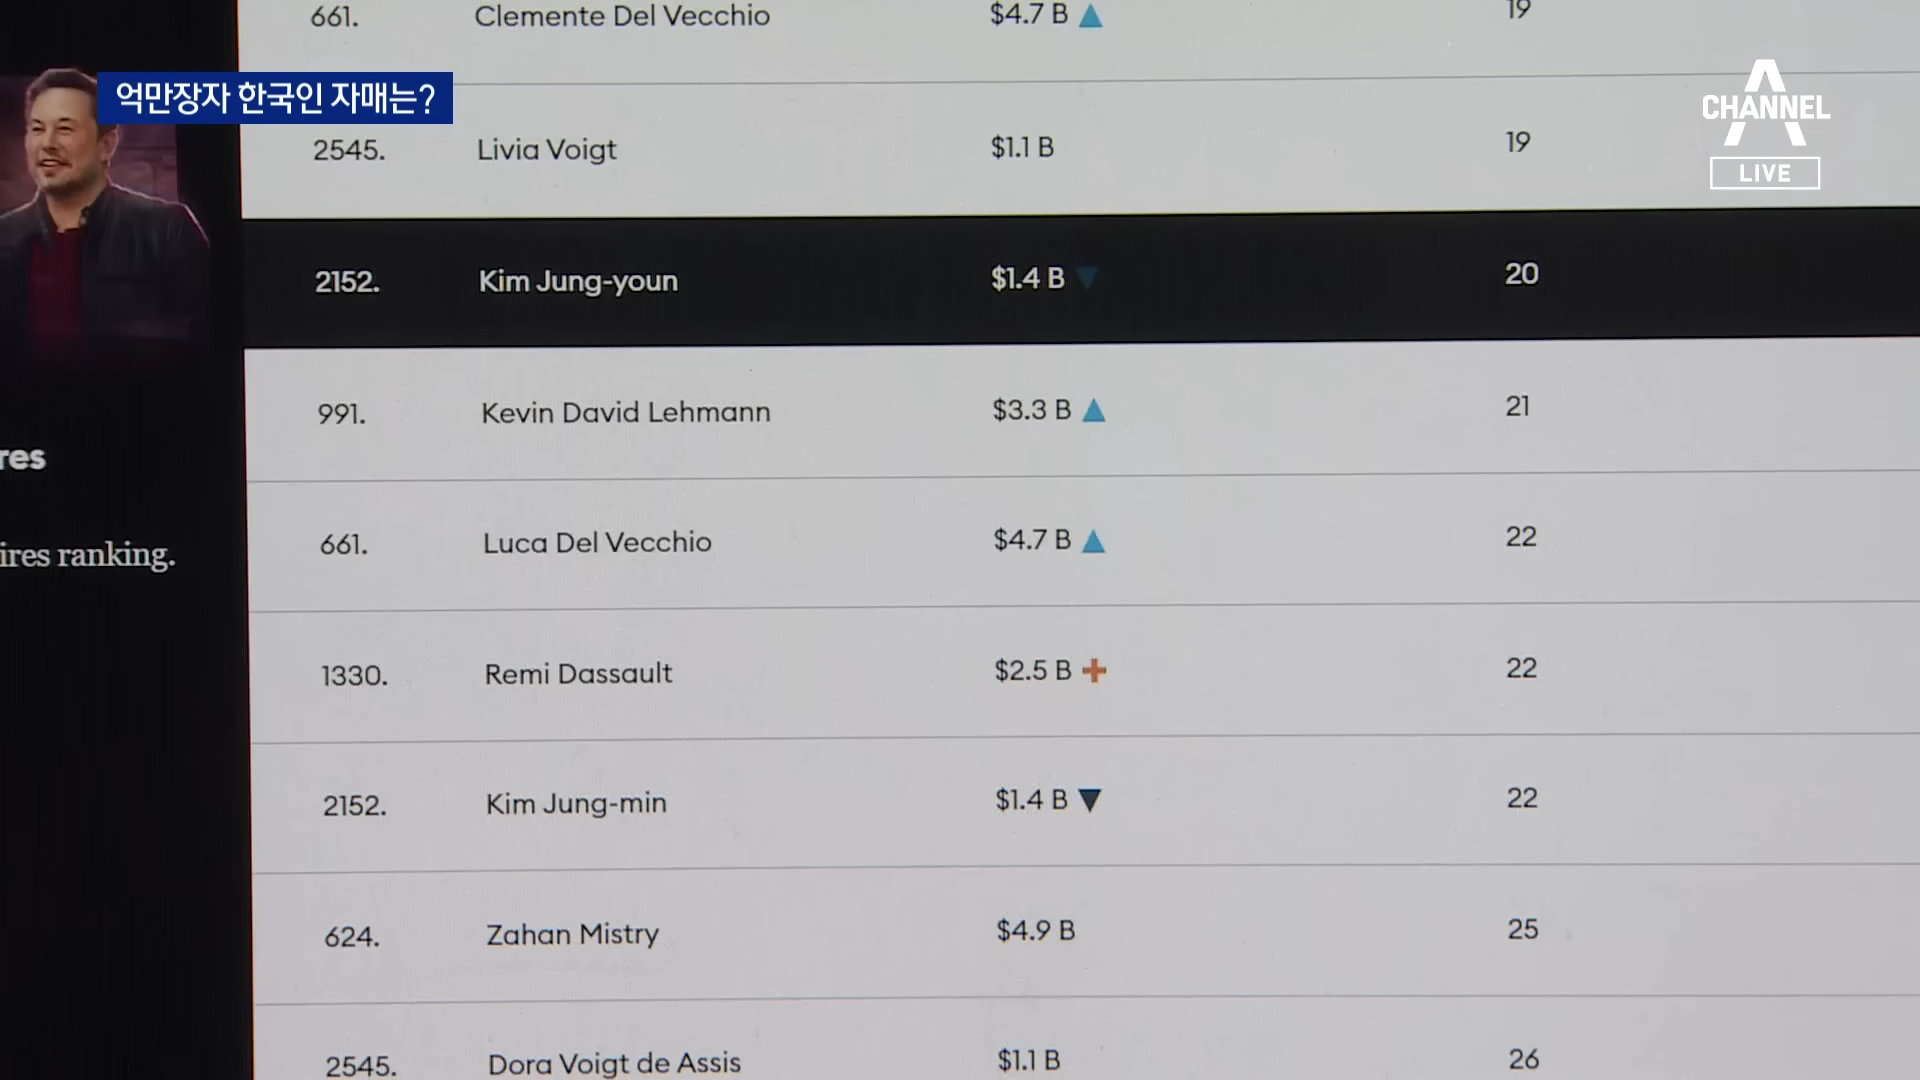 661. Clemente Del Vecchio $4.7 B ▲ 19
억만장자 한국인 자매는?
CHANNEL A
LIVE
2545. Livia Voigt $1.1 B 19
2152. Kim Jung-youn $1.4 B ▼ 20
991. Kevin David Lehmann $3.3 B ▲ 21
res
661. Luca Del Vecchio $4.7 B ▲ 22
ires ranking.
1330. Remi Dassault $2.5 B + 22
2152. Kim Jung-min $1.4 B ▼ 22
624. Zahan Mistry $4.9 B 25
2545. Dora Voigt de Assis $1.1 B 26